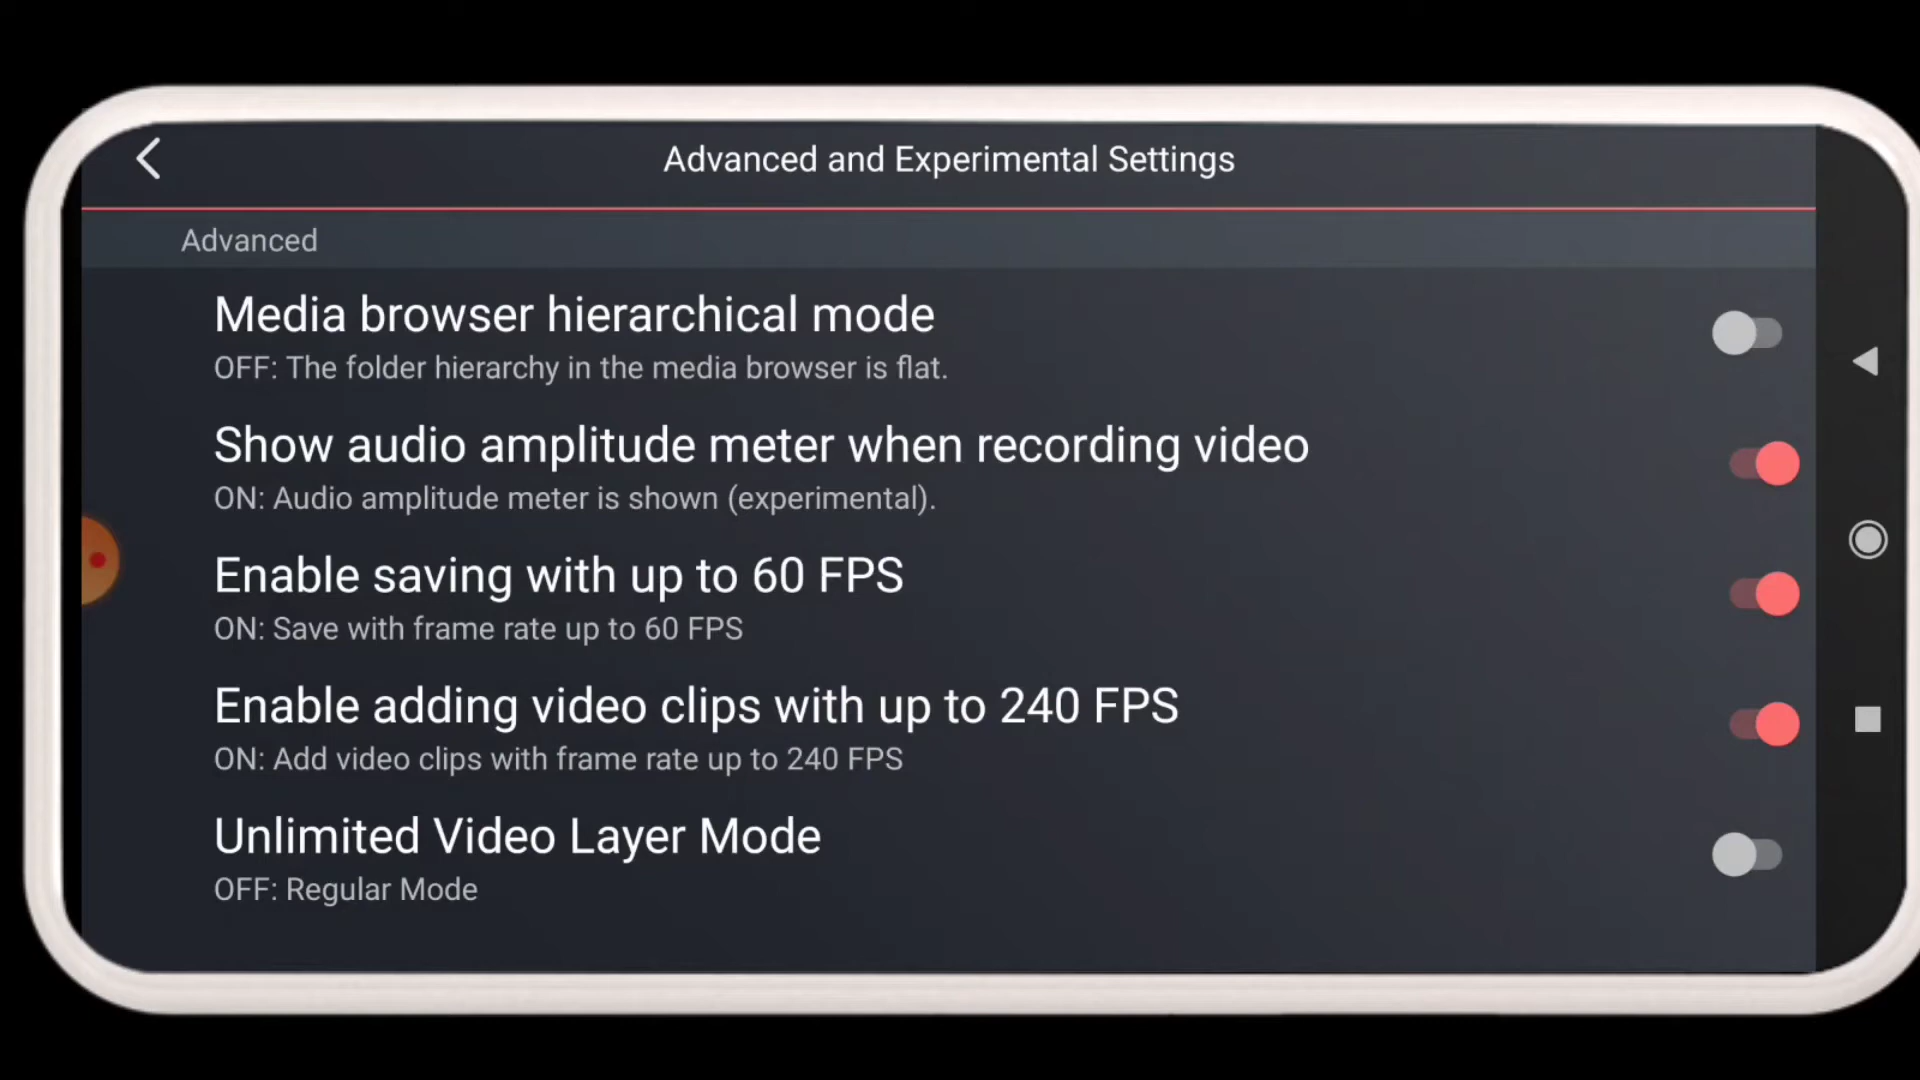 Advanced and Experimental Settings
Advanced
Media browser hierarchical mode
OFF: The folder hierarchy in the media browser is flat.
Show audio amplitude meter when recording video
ON: Audio amplitude meter is shown (experimental).
Enable saving with up to 60 FPS
ON: Save with frame rate up to 60 FPS
Enable adding video clips with up to 240 FPS
ON: Add video clips with frame rate up to 240 FPS
Unlimited Video Layer Mode
OFF: Regular Mode